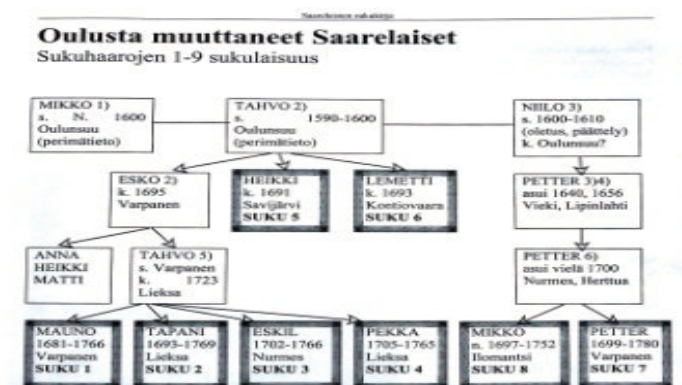 Saarelaisten sukukirja
Oulusta muuttaneet Saarelaiset
Sukuhaarojen 1-9 sukulaisuus
MIKKO 1)
s. N. 1600
Oulunsuu
(perimätieto)
TAHVO 2)
s. 1590-1600
Oulunsuu
(perimätieto)
NIILO 3)
s. 1600-1610
(oletus, päättely)
k. Oulunsuu?
ESKO 2)
k. 1695
Varpanen
HEIKKI
k. 1691
Savijärvi
SUKU 5
LEMETTI
k. 1693
Kontiovaara
SUKU 6
PETTER 3)4)
asui 1640, 1656
Vieki, Lipinlahti
ANNA
HEIKKI
MATTI
TAHVO 5)
s. Varpanen
k. 1723
Lieksa
PETTER 6)
asui vielä 1700
Nurmes, Herttua
MAUNO
1681-1766
Varpanen
SUKU 1
TAPANI
1693-1769
Lieksa
SUKU 2
ESKIL
1702-1766
Nurmes
SUKU 3
PEKKA
1705-1765
Lieksa
SUKU 4
MIKKO
n. 1697-1752
Ilomantsi
SUKU 8
PETTER
1699-1780
Varpanen
SUKU 7